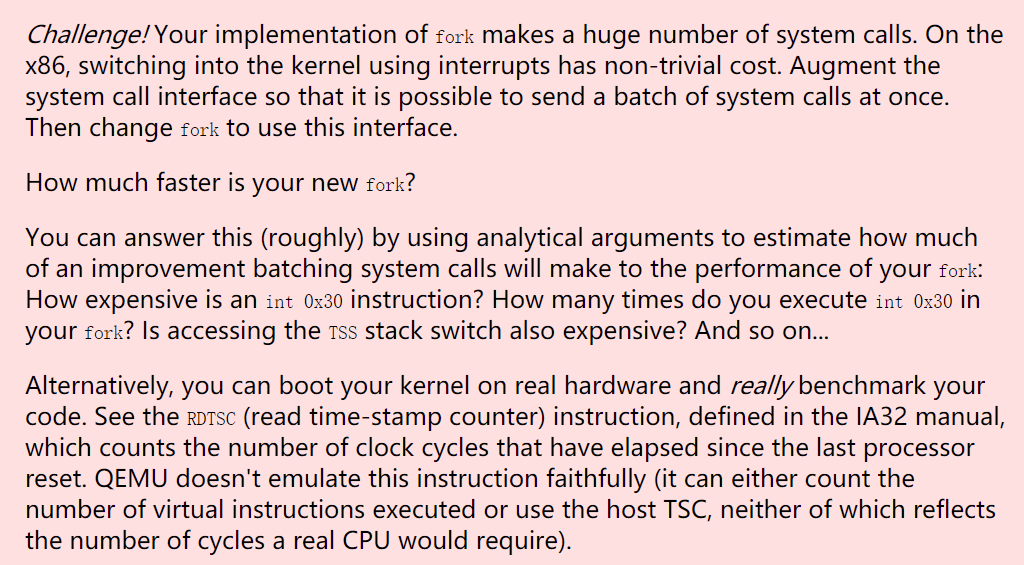 Challenge! Your implementation of fork makes a huge number of system calls. On the
x86, switching into the kernel using interrupts has non-trivial cost. Augment the
system call interface so that it is possible to send a batch of system calls at once.
Then change fork to use this interface.
How much faster is your new fork?
You can answer this (roughly) by using analytical arguments to estimate how much
of an improvement batching system calls will make to the performance of your fork:
How expensive is an int 0x30 instruction? How many times do you execute int 0x30 in
your fork? Is accessing the TSS stack switch also expensive? And so on...
Alternatively, you can boot your kernel on real hardware and really benchmark your
code. See the RDTSC (read time-stamp counter) instruction, defined in the IA32 manual,
which counts the number of clock cycles that have elapsed since the last processor
reset. QEMU doesn't emulate this instruction faithfully (it can either count the
number of virtual instructions executed or use the host TSC, neither of which reflects
the number of cycles a real CPU would require).